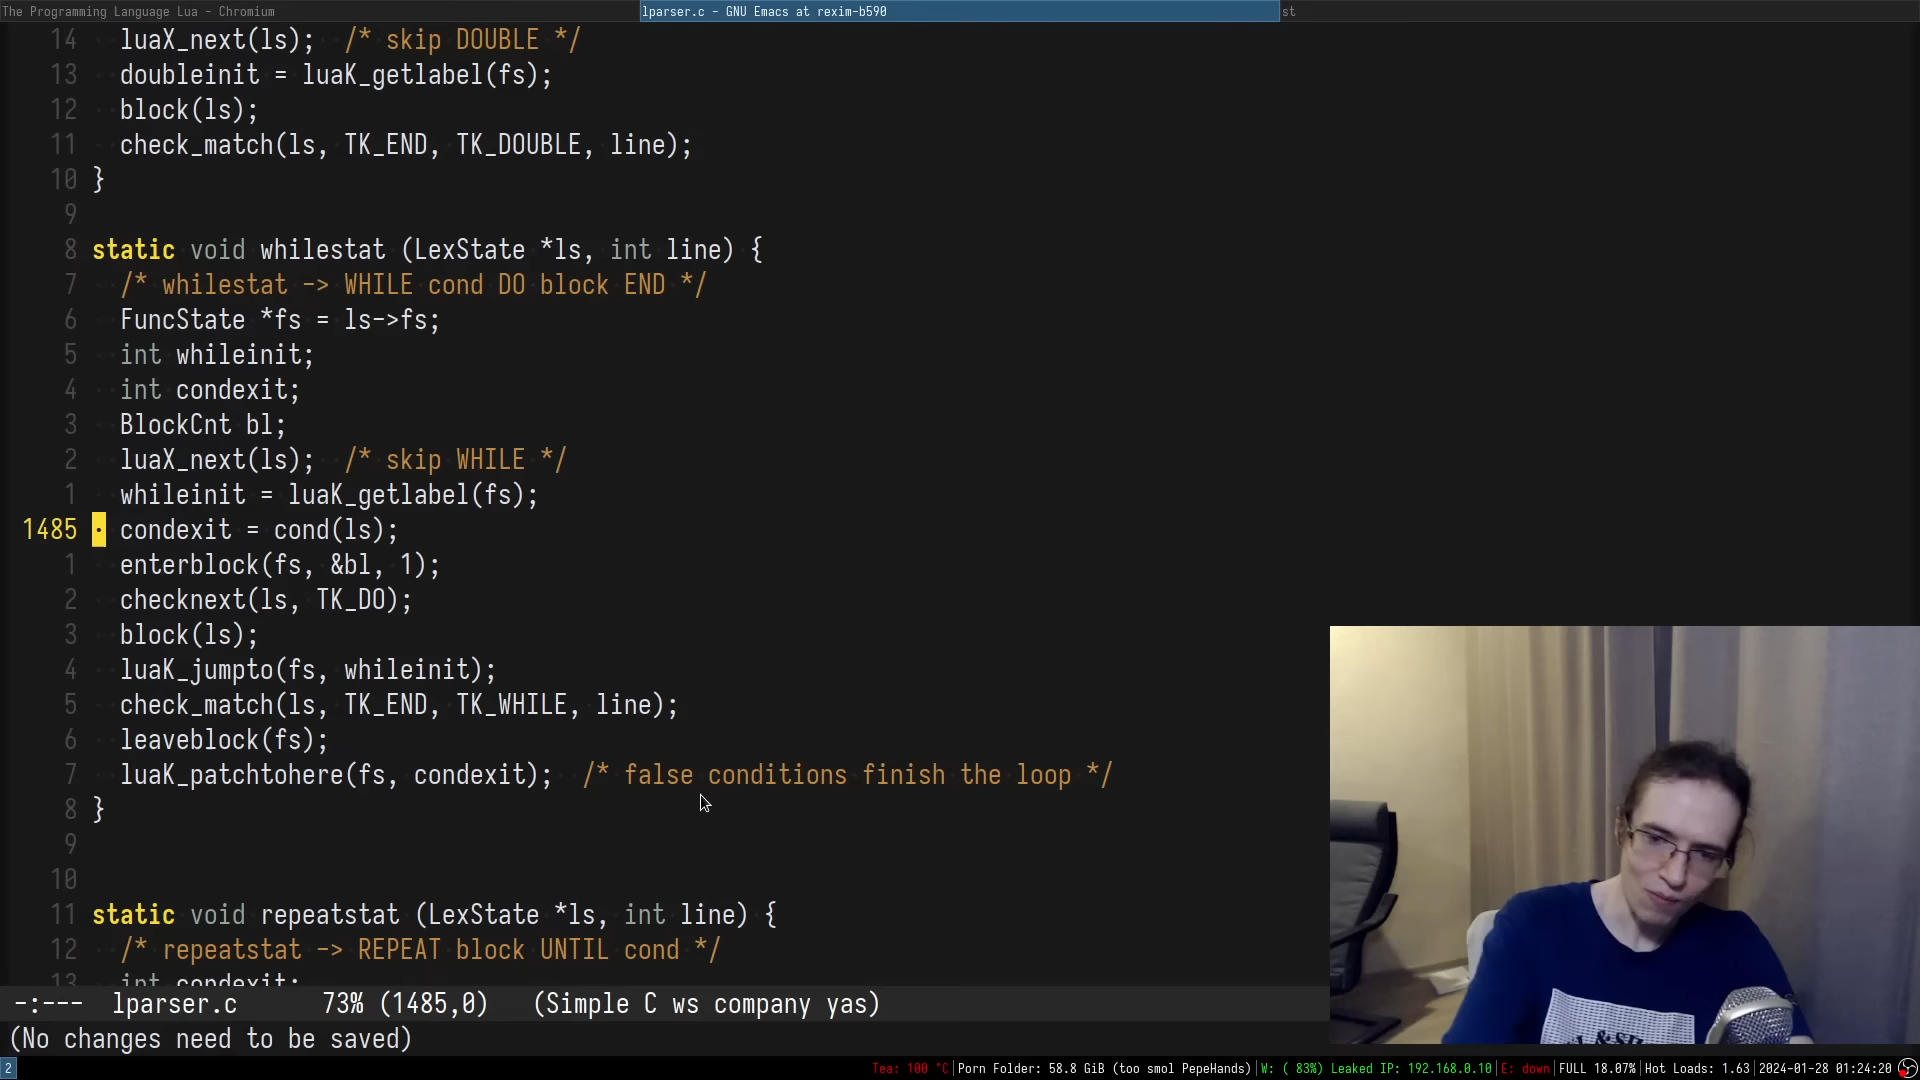 The Programming Language Lua - Chromium
lparser.c - GNU Emacs at rexim-b590
st
14 luaX_next(ls); /* skip DOUBLE */
13 doubleinit = luaK_getlabel(fs);
12 block(ls);
11 check_match(ls, TK_END, TK_DOUBLE, line);
10 }
9
8 static void whilestat (LexState *ls, int line) {
7 /* whilestat -> WHILE cond DO block END */
6 FuncState *fs = ls->fs;
5 int whileinit;
4 int condexit;
3 BlockCnt bl;
2 luaX_next(ls); /* skip WHILE */
1 whileinit = luaK_getlabel(fs);
1485 condexit = cond(ls);
1 enterblock(fs, &bl, 1);
2 checknext(ls, TK_DO);
3 block(ls);
4 luaK_jumpto(fs, whileinit);
5 check_match(ls, TK_END, TK_WHILE, line);
6 leaveblock(fs);
7 luaK_patchtohere(fs, condexit); /* false conditions finish the loop */
8 }
9
10
11 static void repeatstat (LexState *ls, int line) {
12 /* repeatstat -> REPEAT block UNTIL cond */
13 int condexit;
-:--- lparser.c 73% (1485,0) (Simple C ws company yas)
(No changes need to be saved)
2
Tea: 100 °C|Porn Folder: 58.8 GiB (too smol PepeHands)|W: ( 83%) Leaked IP: 192.168.0.10|E: down|FULL 18.07%|Hot Loads: 1.63|2024-01-28 01:24:20